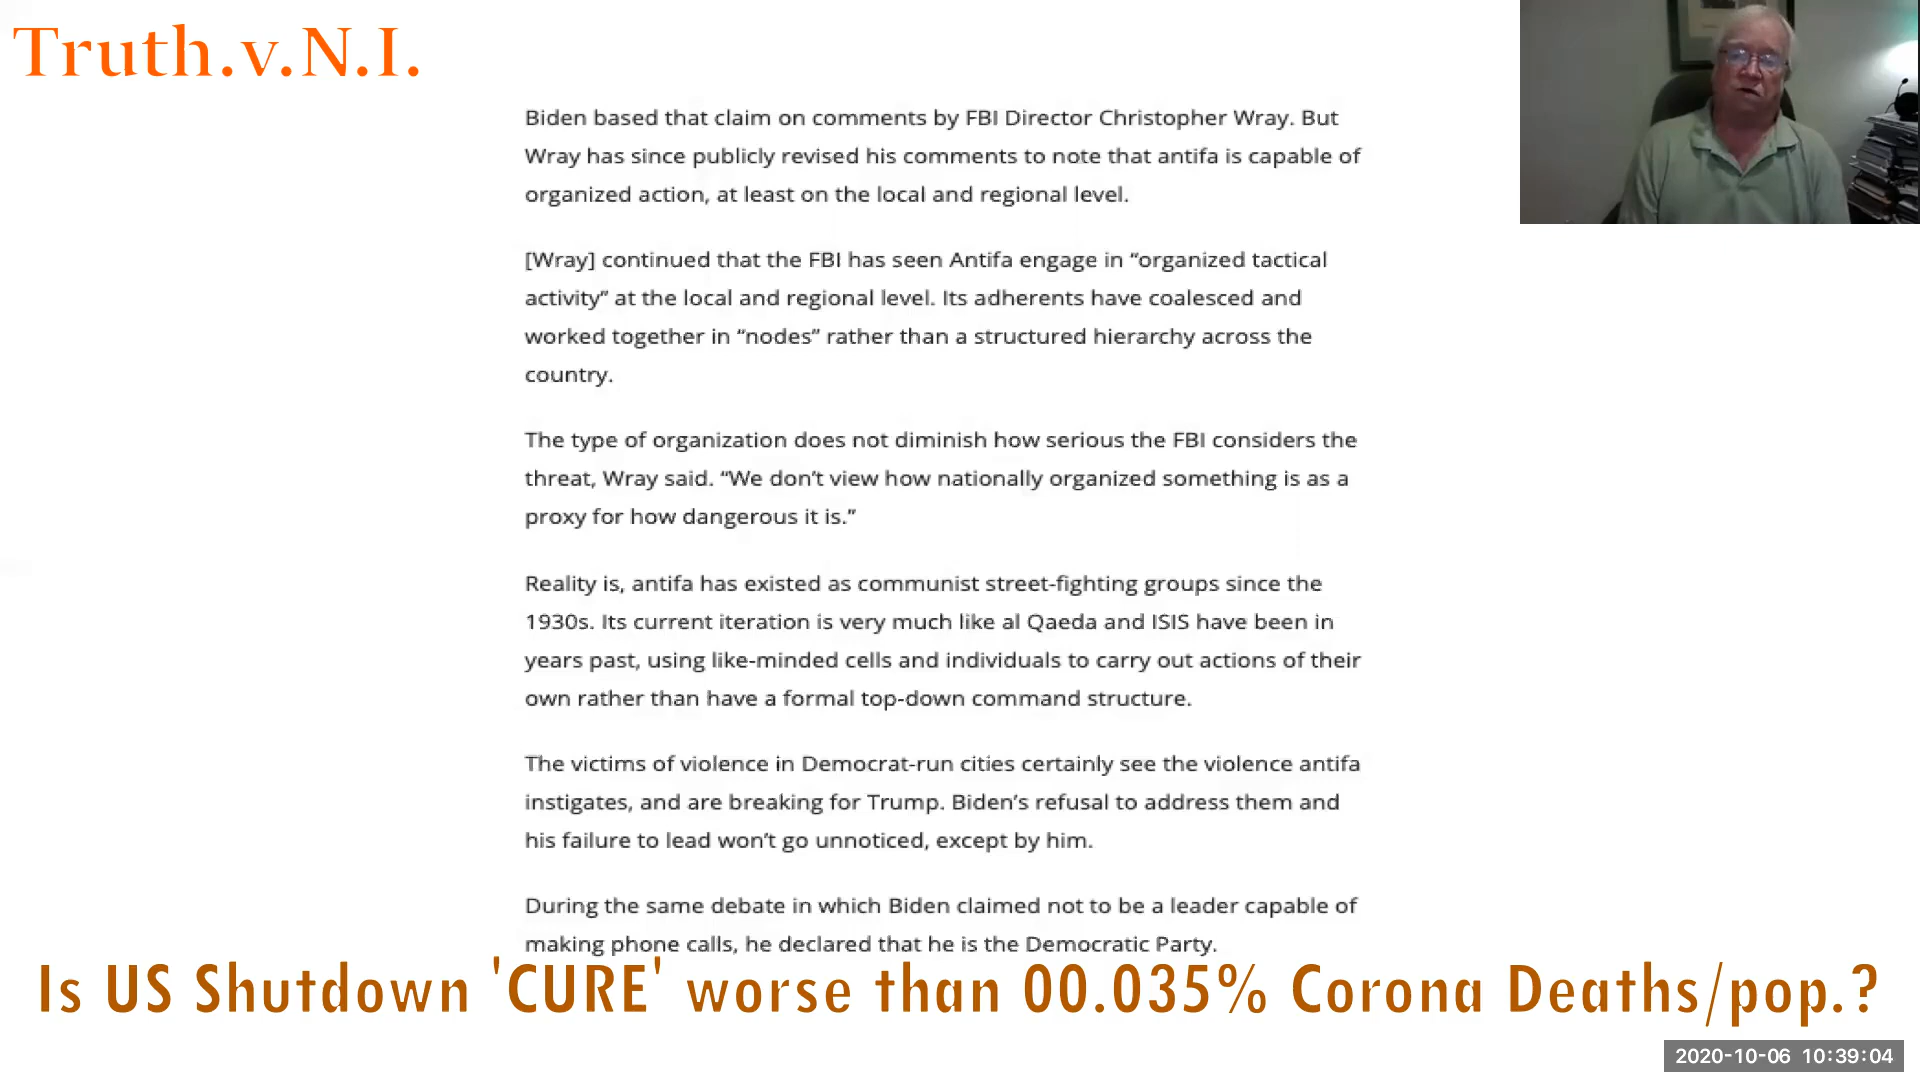 Truth.v.N.I.
Biden based that claim on comments by FBI Director Christopher Wray. But
Wray has since publicly revised his comments to note that antifa is capable of
organized action, at least on the local and regional level.
[Wray] continued that the FBI has seen Antifa engage in “organized tactical
activity” at the local and regional level. Its adherents have coalesced and
worked together in “nodes” rather than a structured hierarchy across the
country.
The type of organization does not diminish how serious the FBI considers the
threat, Wray said. “We don’t view how nationally organized something is as a
proxy for how dangerous it is.”
Reality is, antifa has existed as communist street-fighting groups since the
1930s. Its current iteration is very much like al Qaeda and ISIS have been in
years past, using like-minded cells and individuals to carry out actions of their
own rather than have a formal top-down command structure.
The victims of violence in Democrat-run cities certainly see the violence antifa
instigates, and are breaking for Trump. Biden’s refusal to address them and
his failure to lead won’t go unnoticed, except by him.
During the same debate in which Biden claimed not to be a leader capable of
making phone calls, he declared that he is the Democratic Party.
Is US Shutdown 'CURE' worse than 00.035% Corona Deaths/pop.?
2020-10-06 10:39:04